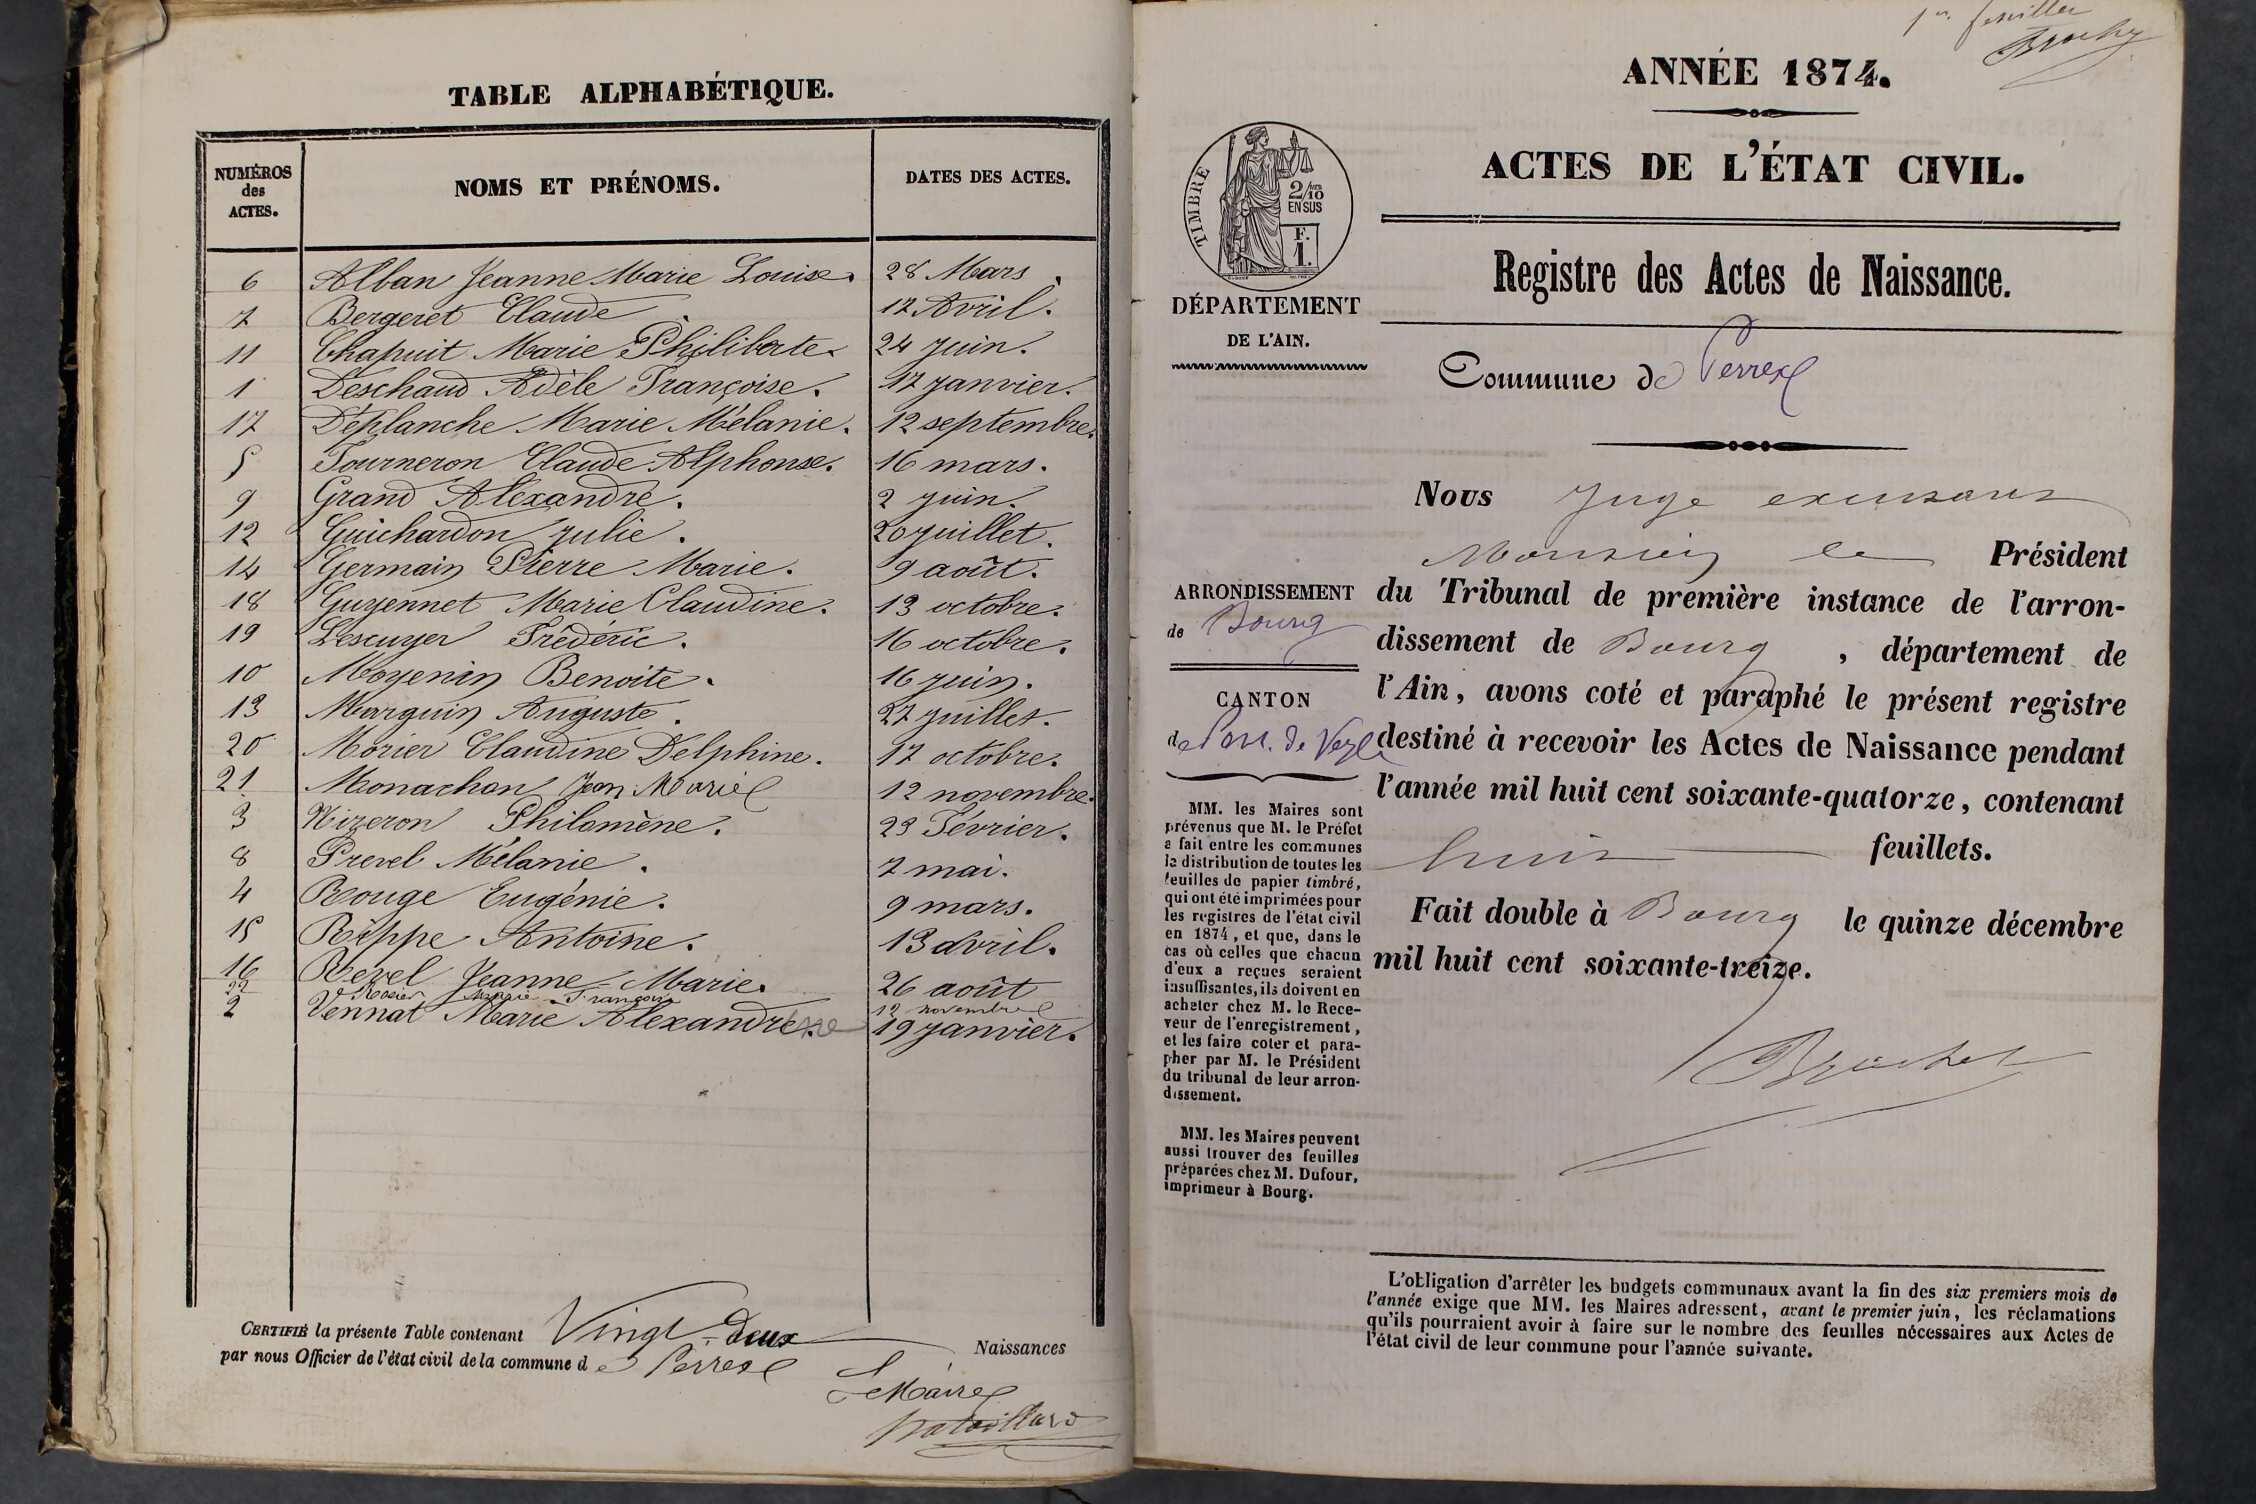 TABLE ALPHABÉTIQUE.
NUMÉROS des ACTES. NOMS ET PRÉNOMS. DATES DES ACTES.
6 Alban Jeanne Marie Louise. 28 Mars.
7 Bergeret Claude. 17 Avril.
11 Chapuit Marie Philiberte. 24 juin.
1 Deschaud Adèle Françoise. 17 janvier.
17 Déplanche Marie Mélanie. 12 septembre.
5 Fourneron Claude Alphonse. 16 mars.
9 Grand Alexandre. 2 juin.
12 Guichardon Julie. 20 juillet.
14 Germain Pierre Marie. 9 août.
18 Guyennet Marie Claudine. 13 octobre.
19 Lescuyer Frédéric. 16 octobre.
10 Moyenin Benoite. 16 juin.
13 Marguin Auguste. 27 juillet.
20 Morier Claudine Delphine. 17 octobre.
21 Monachon Jean Marie 12 novembre.
3 Nizeron Philomène. 23 Février.
8 Prevel Mélanie. 7 mai.
4 Rouge Eugénie. 9 mars.
15 Rippe Antoine. 13 avril.
16 Revel Jeanne-Marie. 26 août
22 Rosier Marie Françoise 12 novembre
2 Vennat Marie Alexandre. 19 janvier.
CERTIFIÉ la présente Table contenant Vingt-deux Naissances
par nous Officier de l'état civil de la commune de Perrex
Le Maire
Bataillard
1er feuillet
ANNÉE 1874.
ACTES DE L'ÉTAT CIVIL.
Registre des Actes de Naissance.
TIMBRE
2/10 EN SUS
F. 1.
DÉPARTEMENT
DE L'AIN.
Commune de Perrex
ARRONDISSEMENT
de Bourg
CANTON
de Pont de Veyle
MM. les Maires sont
prévenus que M. le Préfet
a fait entre les communes
la distribution de toutes les
feuilles de papier timbré,
qui ont été imprimées pour
les registres de l'état civil
en 1874, et que, dans le
cas où celles que chacun
d'eux a reçues seraient
insuffisantes, ils doivent en
acheter chez M. le Rece-
veur de l'enregistrement,
et les faire coter et para-
pher par M. le Président
du tribunal de leur arron-
dissement.
MM. les Maires peuvent
aussi trouver des feuilles
préparées chez M. Dufour,
imprimeur à Bourg.
Nous Juge
Monsieur le Président
du Tribunal de première instance de l'arron-
dissement de Bourg, département de
l'Ain, avons coté et paraphé le présent registre
destiné à recevoir les Actes de Naissance pendant
l'année mil huit cent soixante-quatorze, contenant
huit feuillets.
Fait double à Bourg le quinze décembre
mil huit cent soixante-treize.
L'obligation d'arrêter les budgets communaux avant la fin des six premiers mois de
l'année exige que MM. les Maires adressent, avant le premier juin, les réclamations
qu'ils pourraient avoir à faire sur le nombre des feuilles nécessaires aux Actes de
l'état civil de leur commune pour l'année suivante.